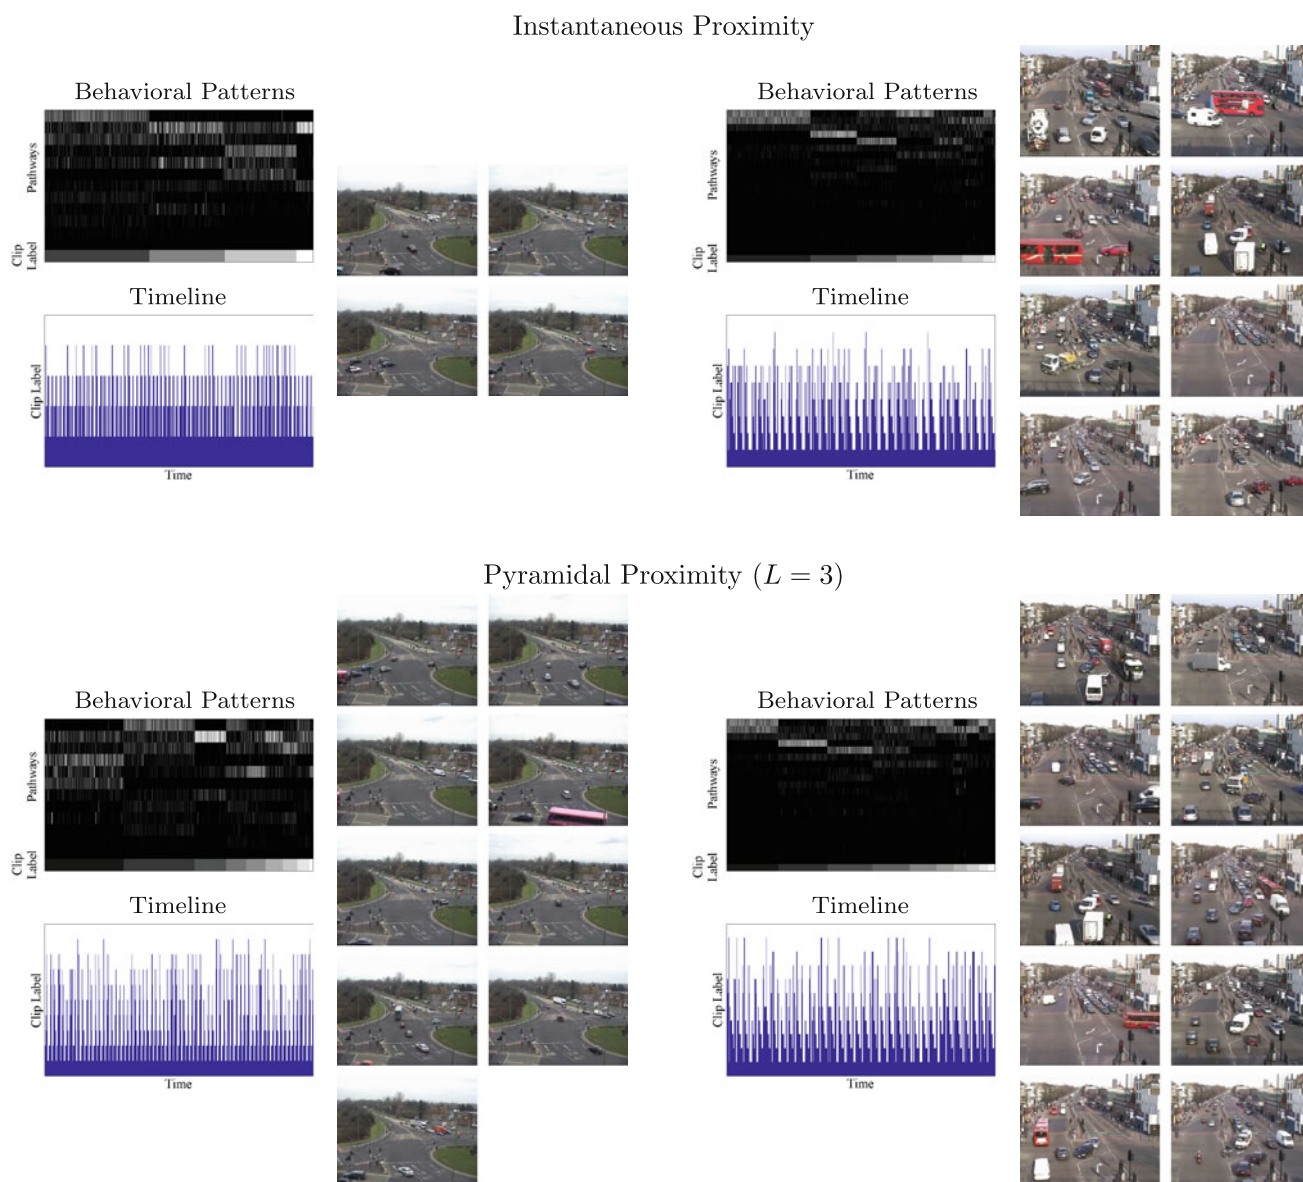 Instantaneous Proximity
Behavioral Patterns
Pathways
Clip
Label
Timeline
Clip Label
Time
Behavioral Patterns
Pathways
Clip
Label
Timeline
Clip Label
Time
Pyramidal Proximity (L = 3)
Behavioral Patterns
Pathways
Clip
Label
Timeline
Clip Label
Time
Behavioral Patterns
Pathways
Clip
Label
Timeline
Clip Label
Time